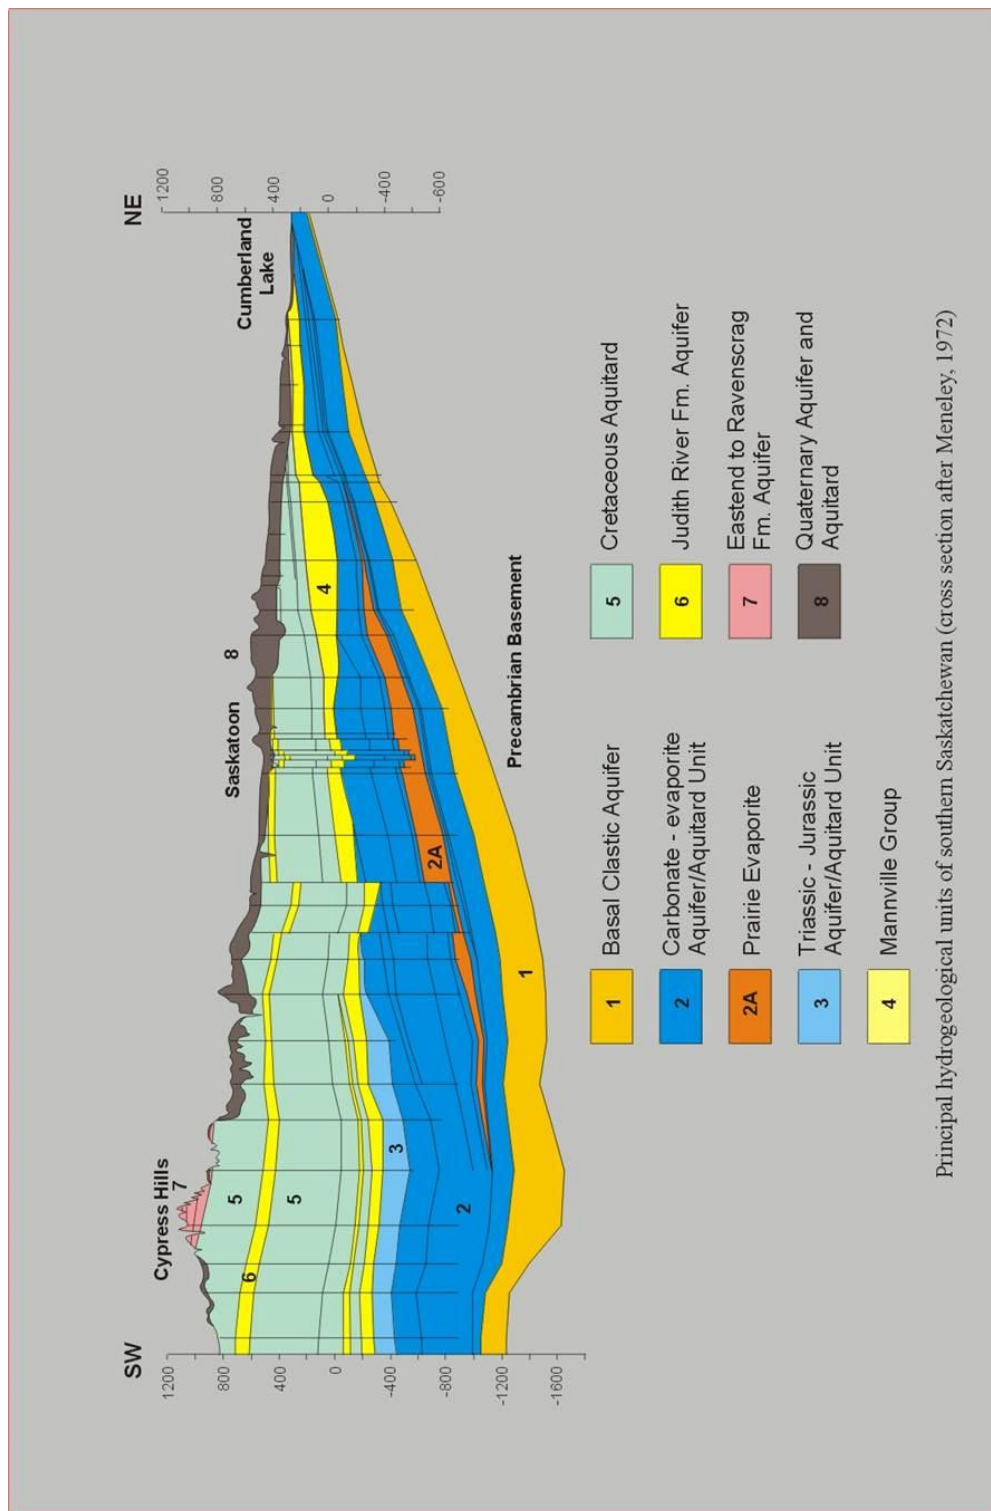 SW
NE
Cypress Hills
7
Saskatoon
8
Cumberland
Lake
1200
800
400
0
-400
-800
-1200
-1600
1200
800
400
0
-400
-600
5
6
5
4
3
2
2A
1
Precambrian Basement
1 Basal Clastic Aquifer
2 Carbonate - evaporite
Aquifer/Aquitard Unit
2A Prairie Evaporite
3 Triassic - Jurassic
Aquifer/Aquitard Unit
4 Mannville Group
5 Cretaceous Aquitard
6 Judith River Fm. Aquifer
7 Eastend to Ravenscrag
Fm. Aquifer
8 Quaternary Aquifer and
Aquitard
Principal hydrogeological units of southern Saskatchewan (cross section after Meneley, 1972)